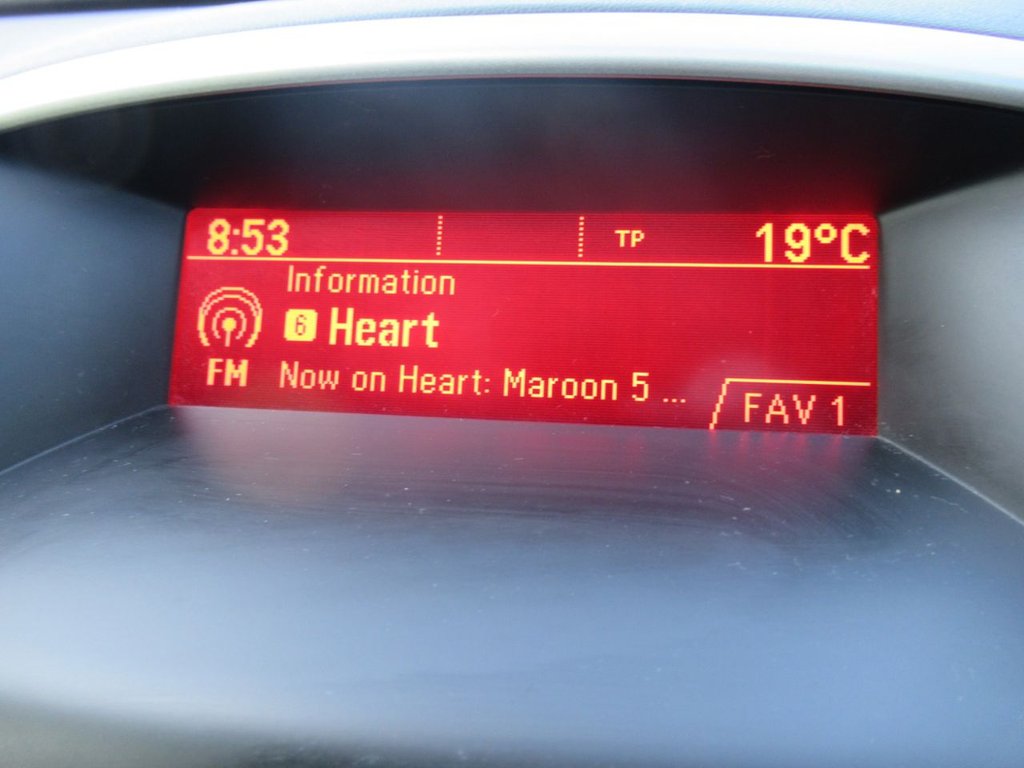 8:53 TP 19°C
Information
6 Heart
FM Now on Heart: Maroon 5 ...
FAV 1